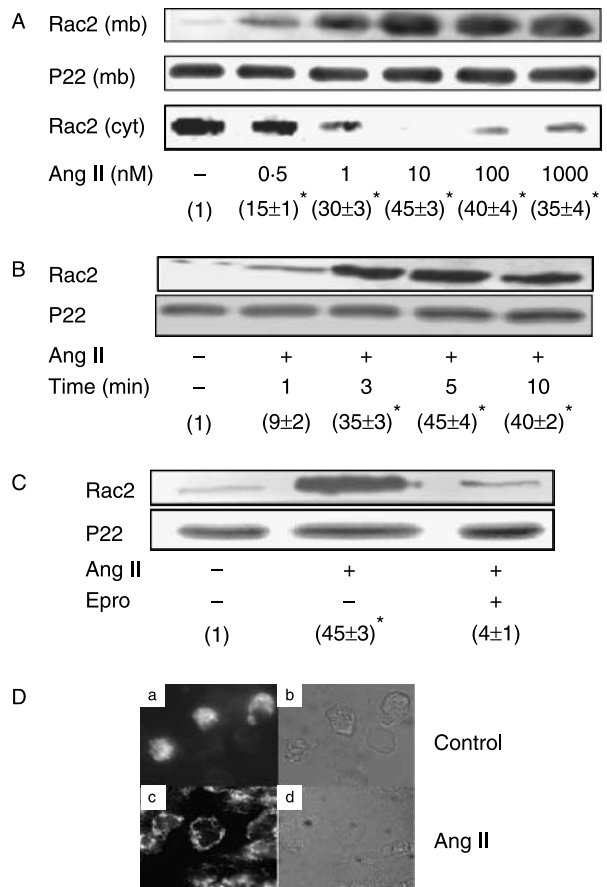 A
Rac2 (mb)
P22 (mb)
Rac2 (cyt)
Ang II (nM) – 0·5 1 10 100 1000
(1) (15±1)* (30±3)* (45±3)* (40±4)* (35±4)*
B
Rac2
P22
Ang II – + + + +
Time (min) – 1 3 5 10
(1) (9±2) (35±3)* (45±4)* (40±2)*
C
Rac2
P22
Ang II – + +
Epro – – +
(1) (45±3)* (4±1)
D
a b
Control
c d
Ang II